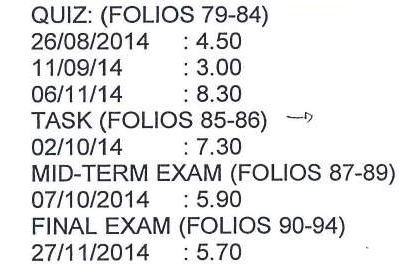 QUIZ: (FOLIOS 79-84)
26/08/2014 : 4.50
11/09/14 : 3.00
06/11/14 : 8.30
TASK (FOLIOS 85-86) →
02/10/14 : 7.30
MID-TERM EXAM (FOLIOS 87-89)
07/10/2014 : 5.90
FINAL EXAM (FOLIOS 90-94)
27/11/2014 : 5.70